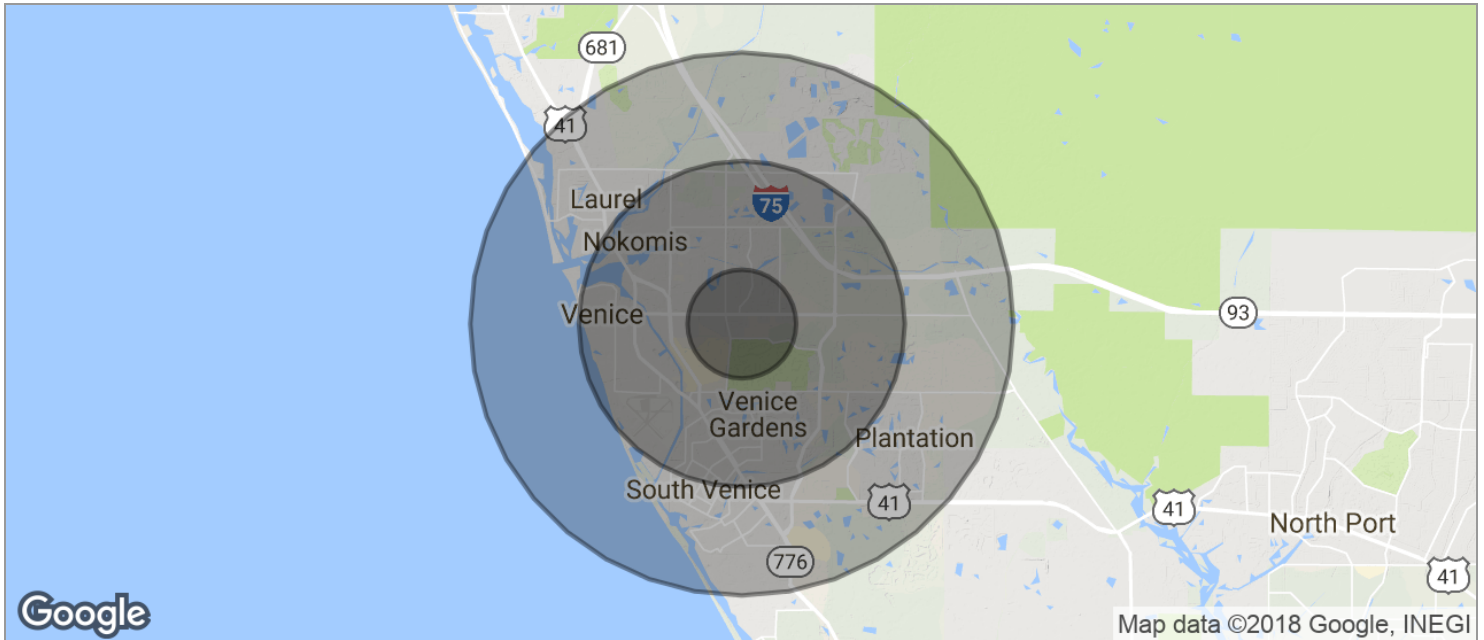 681
41
Laurel
75
Nokomis
Venice
93
Venice
Gardens
Plantation
South Venice
41
41
North Port
776
41
Google
Map data ©2018 Google, INEGI